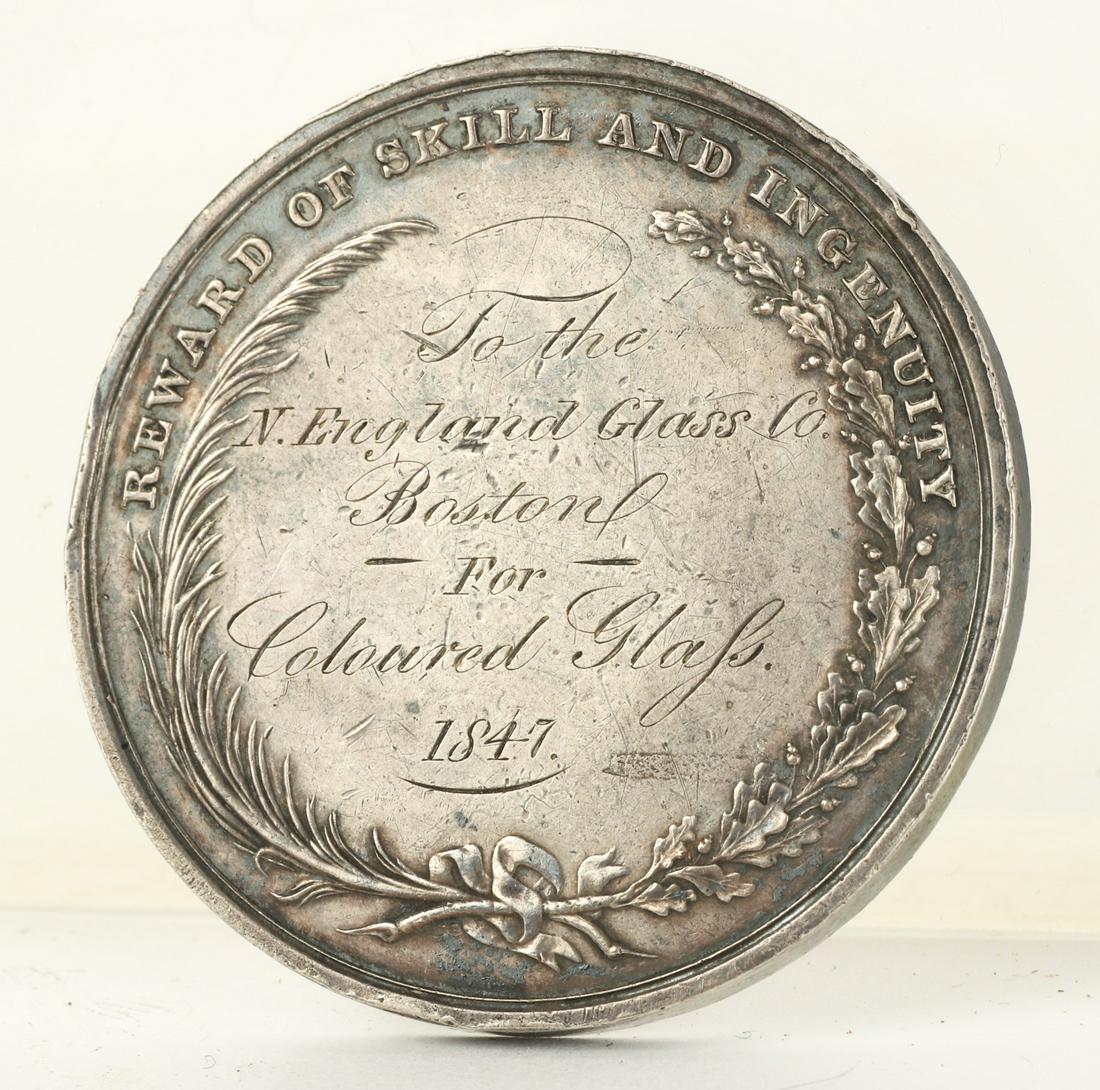 REWARD OF SKILL AND INGENUITY
To the
N. England Glass Co.
Boston
For
Coloured Glaſs.
1847.